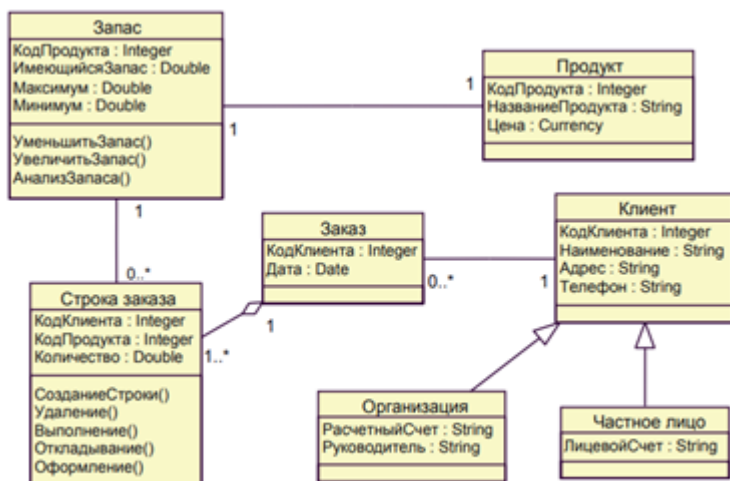 Запас
КодПродукта : Integer
ИмеющийсяЗапас : Double
Максимум : Double
Минимум : Double
УменьшитьЗапас()
УвеличитьЗапас()
АнализЗапаса()
1
1
Продукт
КодПродукта : Integer
НазваниеПродукта : String
Цена : Currency
1
0..*
Заказ
КодКлиента : Integer
Дата : Date
0..*
1
Клиент
КодКлиента : Integer
Наименование : String
Адрес : String
Телефон : String
Строка заказа
КодКлиента : Integer
КодПродукта : Integer
Количество : Double
СозданиеСтроки()
Удаление()
Выполнение()
Откладывание()
Оформление()
1
1..*
Организация
РасчетныйСчет : String
Руководитель : String
Частное лицо
ЛицевойСчет : String